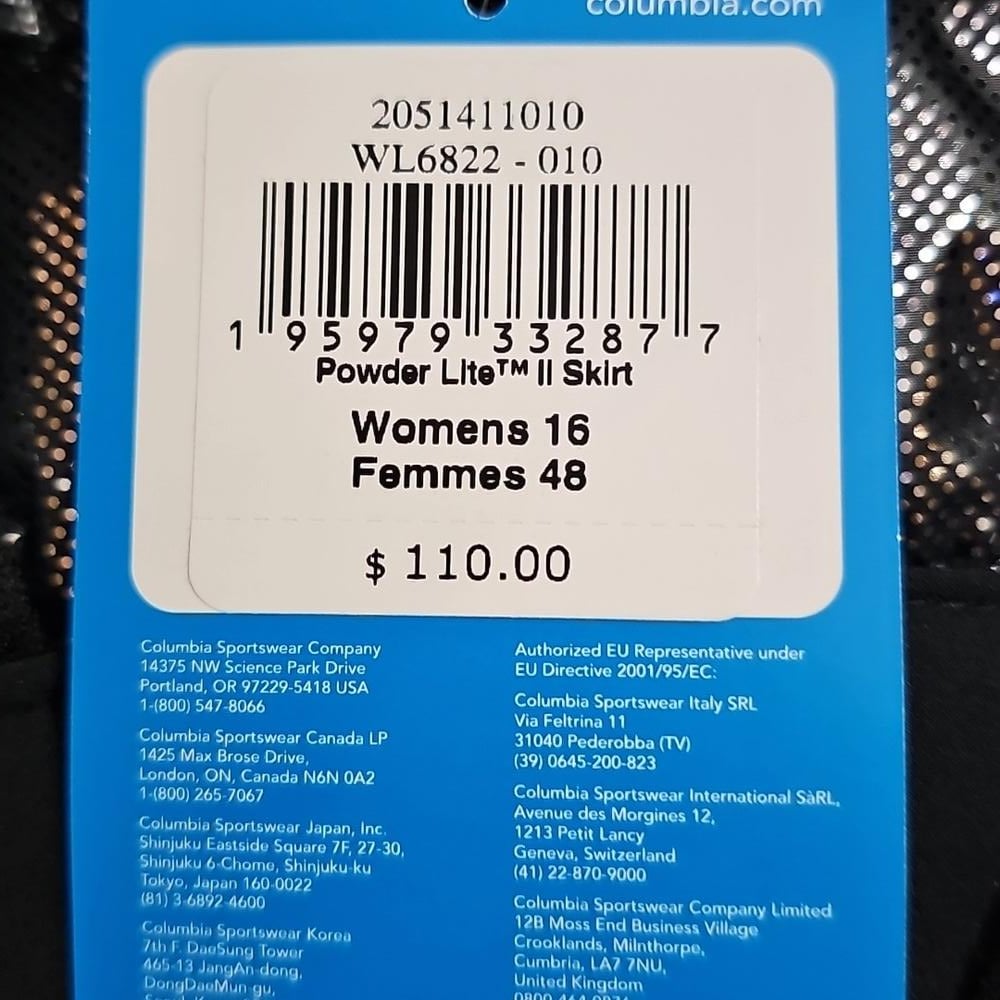 columbia.com
2051411010
WL6822 - 010
1 95979 33287 7
Powder Lite™ II Skirt
Womens 16
Femmes 48
$ 110.00
Columbia Sportswear Company
14375 NW Science Park Drive
Portland, OR 97229-5418 USA
1-(800) 547-8066
Columbia Sportswear Canada LP
1425 Max Brose Drive,
London, ON, Canada N6N 0A2
1-(800) 265-7067
Columbia Sportswear Japan, Inc.
Shinjuku Eastside Square 7F, 27-30,
Shinjuku 6-Chome, Shinjuku-ku
Tokyo, Japan 160-0022
(81) 3-6892-4600
Columbia Sportswear Korea
7th F. DaeSung Tower
465-13 JangAn-dong,
DongDaeMun-gu,
Authorized EU Representative under
EU Directive 2001/95/EC:
Columbia Sportswear Italy SRL
Via Feltrina 11
31040 Pederobba (TV)
(39) 0645-200-823
Columbia Sportswear International SàRL,
Avenue des Morgines 12,
1213 Petit Lancy
Geneva, Switzerland
(41) 22-870-9000
Columbia Sportswear Company Limited
12B Moss End Business Village
Crooklands, Milnthorpe,
Cumbria, LA7 7NU,
United Kingdom